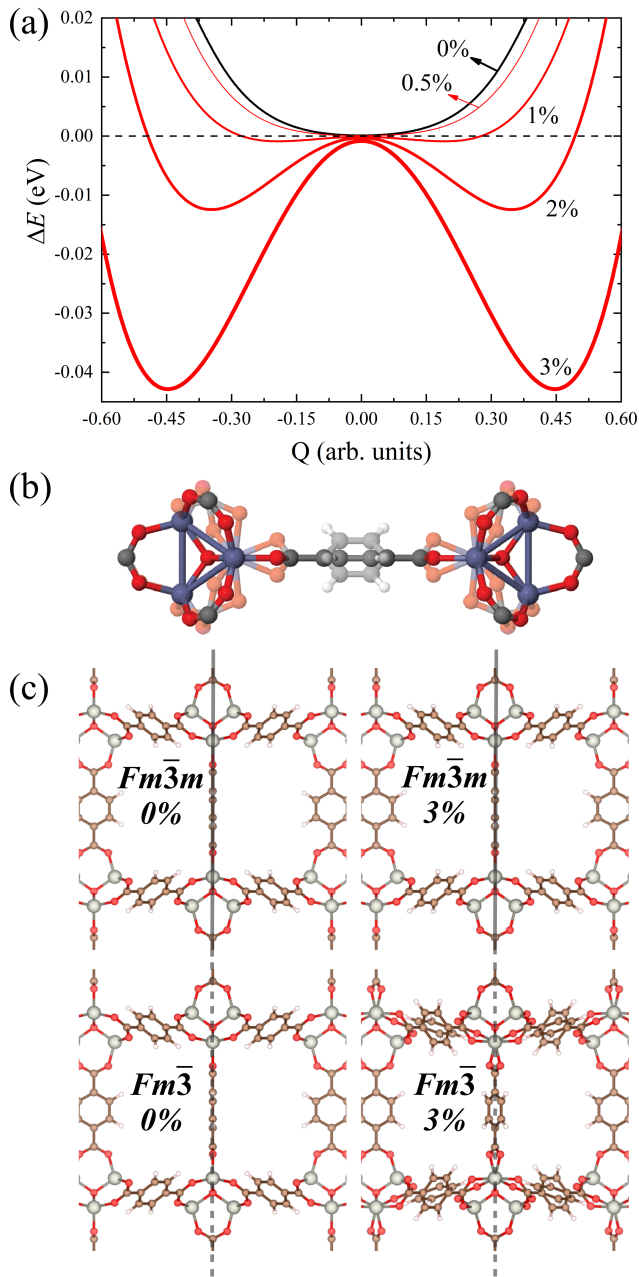 (a)
0.02
0.01
0.00
-0.01
-0.02
-0.03
-0.04
ΔE (eV)
0%
0.5%
1%
2%
3%
-0.60 -0.45 -0.30 -0.15 0.00 0.15 0.30 0.45 0.60
Q (arb. units)
(b)
(c)
Fm3̅m
0%
Fm3̅m
3%
Fm3̅
0%
Fm3̅
3%